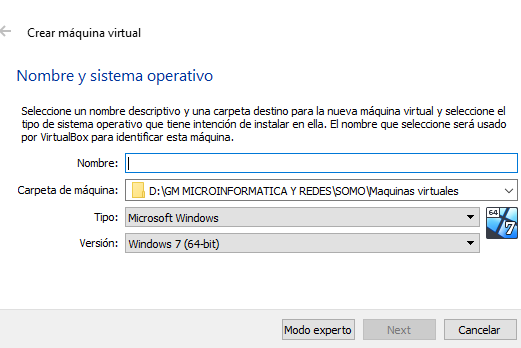 Crear máquina virtual
Nombre y sistema operativo
Seleccione un nombre descriptivo y una carpeta destino para la nueva máquina virtual y seleccione el
tipo de sistema operativo que tiene intención de instalar en ella. El nombre que seleccione será usado
por VirtualBox para identificar esta máquina.
Nombre:
Carpeta de máquina: D:\GM MICROINFORMATICA Y REDES\SOMO\Maquinas virtuales
Tipo: Microsoft Windows
64
7
Versión: Windows 7 (64-bit)
Modo experto Next Cancelar